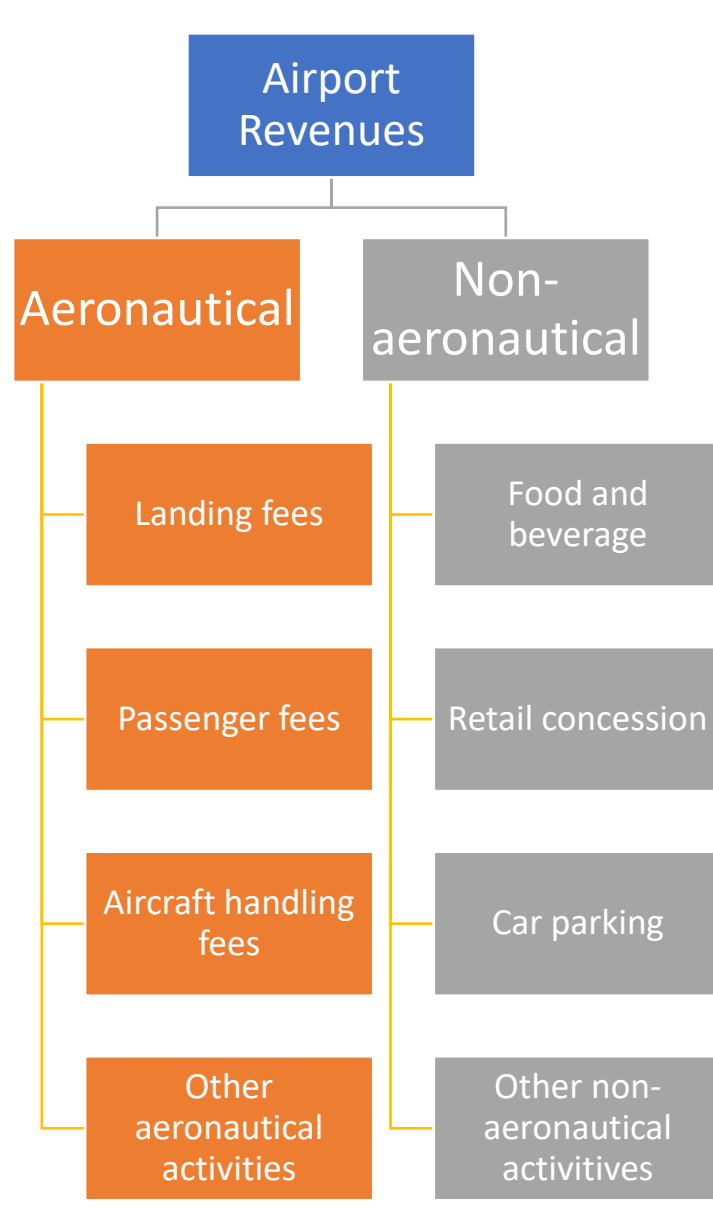 Airport
Revenues
Aeronautical
Non-
aeronautical
Landing fees
Passenger fees
Aircraft handling
fees
Other
aeronautical
activities
Food and
beverage
Retail concession
Car parking
Other non-
aeronautical
activitives